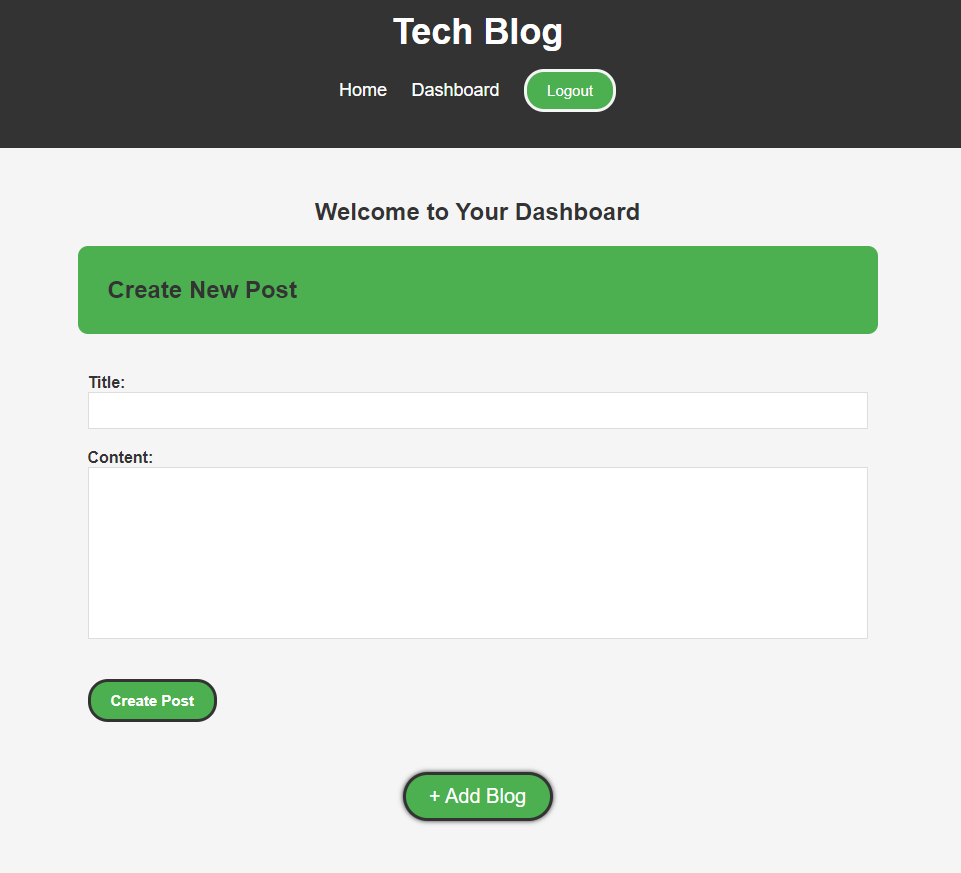 Tech Blog
Home Dashboard Logout
Welcome to Your Dashboard
Create New Post
Title:
Content:
Create Post
+ Add Blog